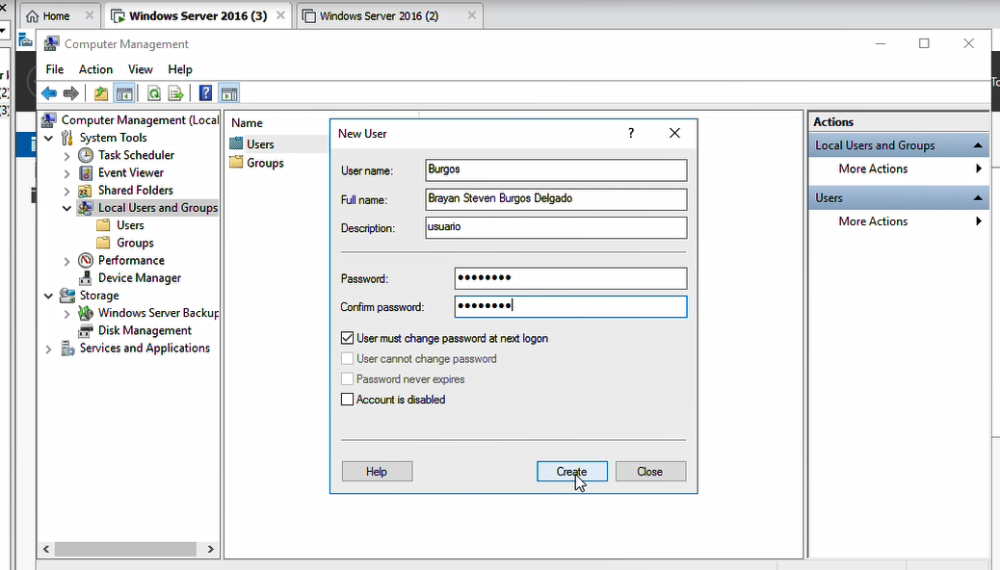 Home
Windows Server 2016 (3)
Windows Server 2016 (2)
Computer Management
File Action View Help
Computer Management (Local
System Tools
Task Scheduler
Event Viewer
Shared Folders
Local Users and Groups
Users
Groups
Performance
Device Manager
Storage
Windows Server Backup
Disk Management
Services and Applications
Name
Users
Groups
New User
?
User name: Burgos
Full name: Brayan Steven Burgos Delgado
Description: usuario
Password: ••••••••
Confirm password: ••••••••
User must change password at next logon
User cannot change password
Password never expires
Account is disabled
Help Create Close
Actions
Local Users and Groups
More Actions
Users
More Actions